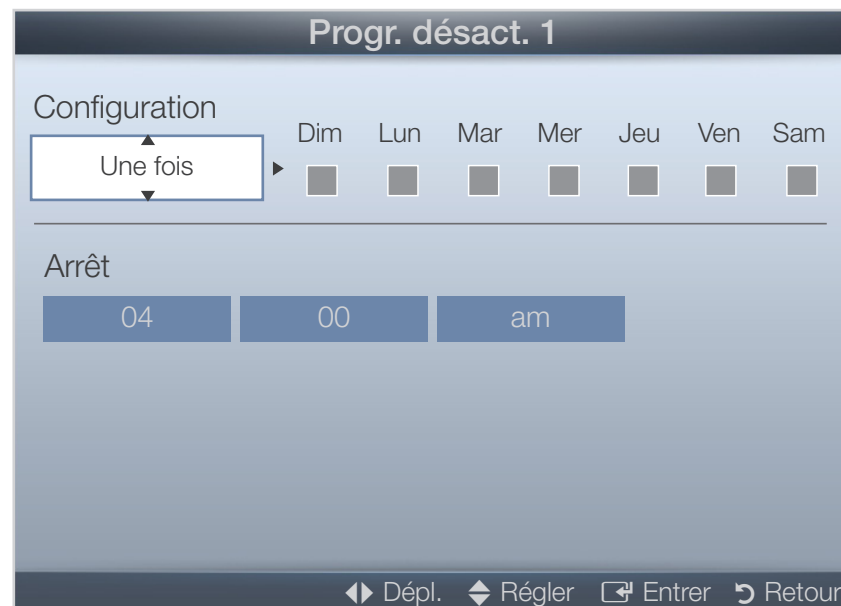 Progr. désact. 1
Configuration
Dim Lun Mar Mer Jeu Ven Sam
Une fois
Arrêt
04 00 am
Dépl. Régler Entrer Retour